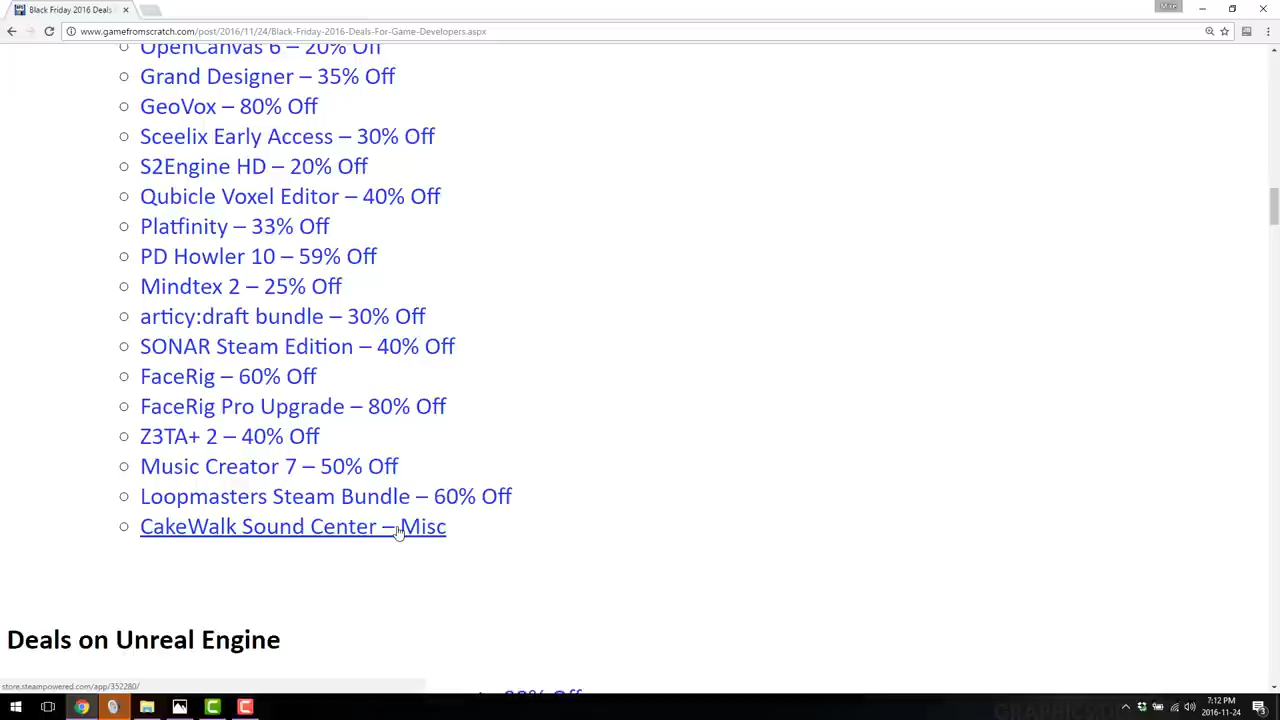 Black Friday 2016 Deals
Mike
www.gamefromscratch.com/post/2016/11/24/Black-Friday-2016-Deals-For-Game-Developers.aspx
OpenCanvas 6 – 20% Off
Grand Designer – 35% Off
GeoVox – 80% Off
Sceelix Early Access – 30% Off
S2Engine HD – 20% Off
Qubicle Voxel Editor – 40% Off
Platfinity – 33% Off
PD Howler 10 – 59% Off
Mindtex 2 – 25% Off
articy:draft bundle – 30% Off
SONAR Steam Edition – 40% Off
FaceRig – 60% Off
FaceRig Pro Upgrade – 80% Off
Z3TA+ 2 – 40% Off
Music Creator 7 – 50% Off
Loopmasters Steam Bundle – 60% Off
CakeWalk Sound Center – Misc
Deals on Unreal Engine
store.steampowered.com/app/352280/
7:12 PM
2016-11-24